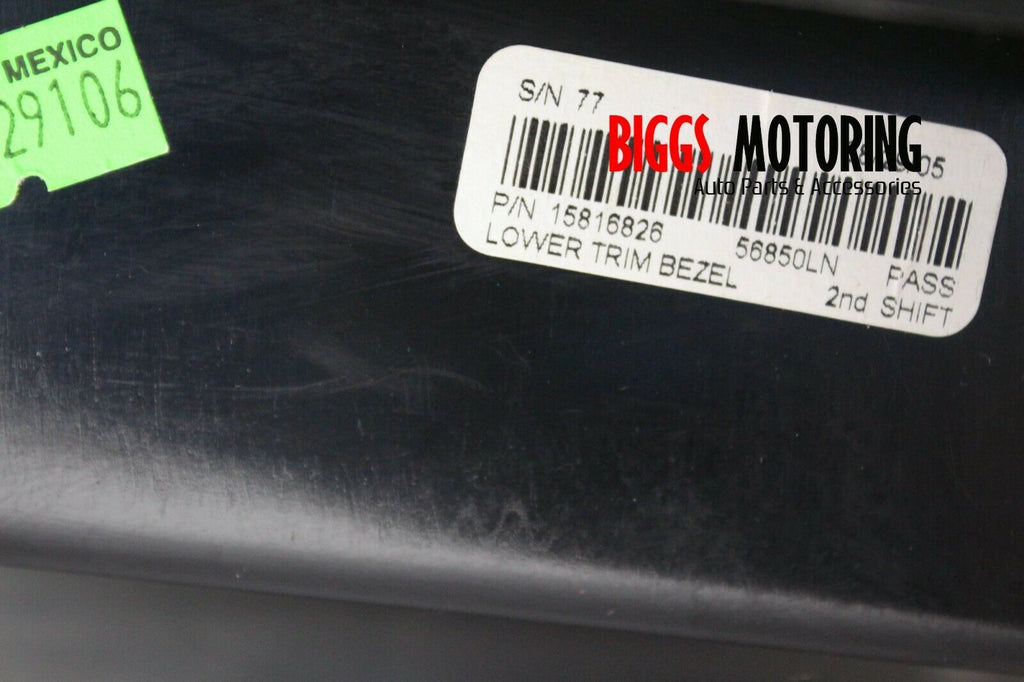 MEXICO
29106
S/N 77
BIGGS MOTORING
Auto Parts & Accessories
P/N 15816826 56850LN PASS
LOWER TRIM BEZEL 2nd SHIFT